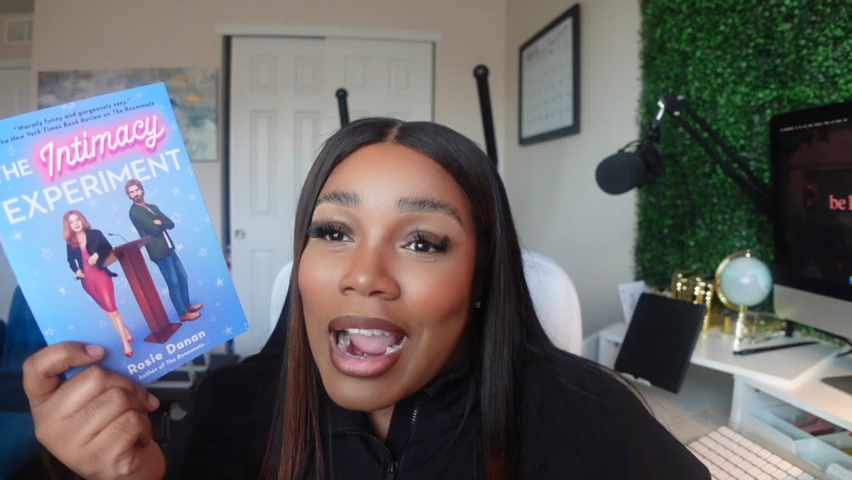 "Warmly funny and gorgeously sexy."
The New York Times Book Review on The Roommate
THE Intimacy
EXPERIMENT
Rosie Danan
Author of The Roommate
be